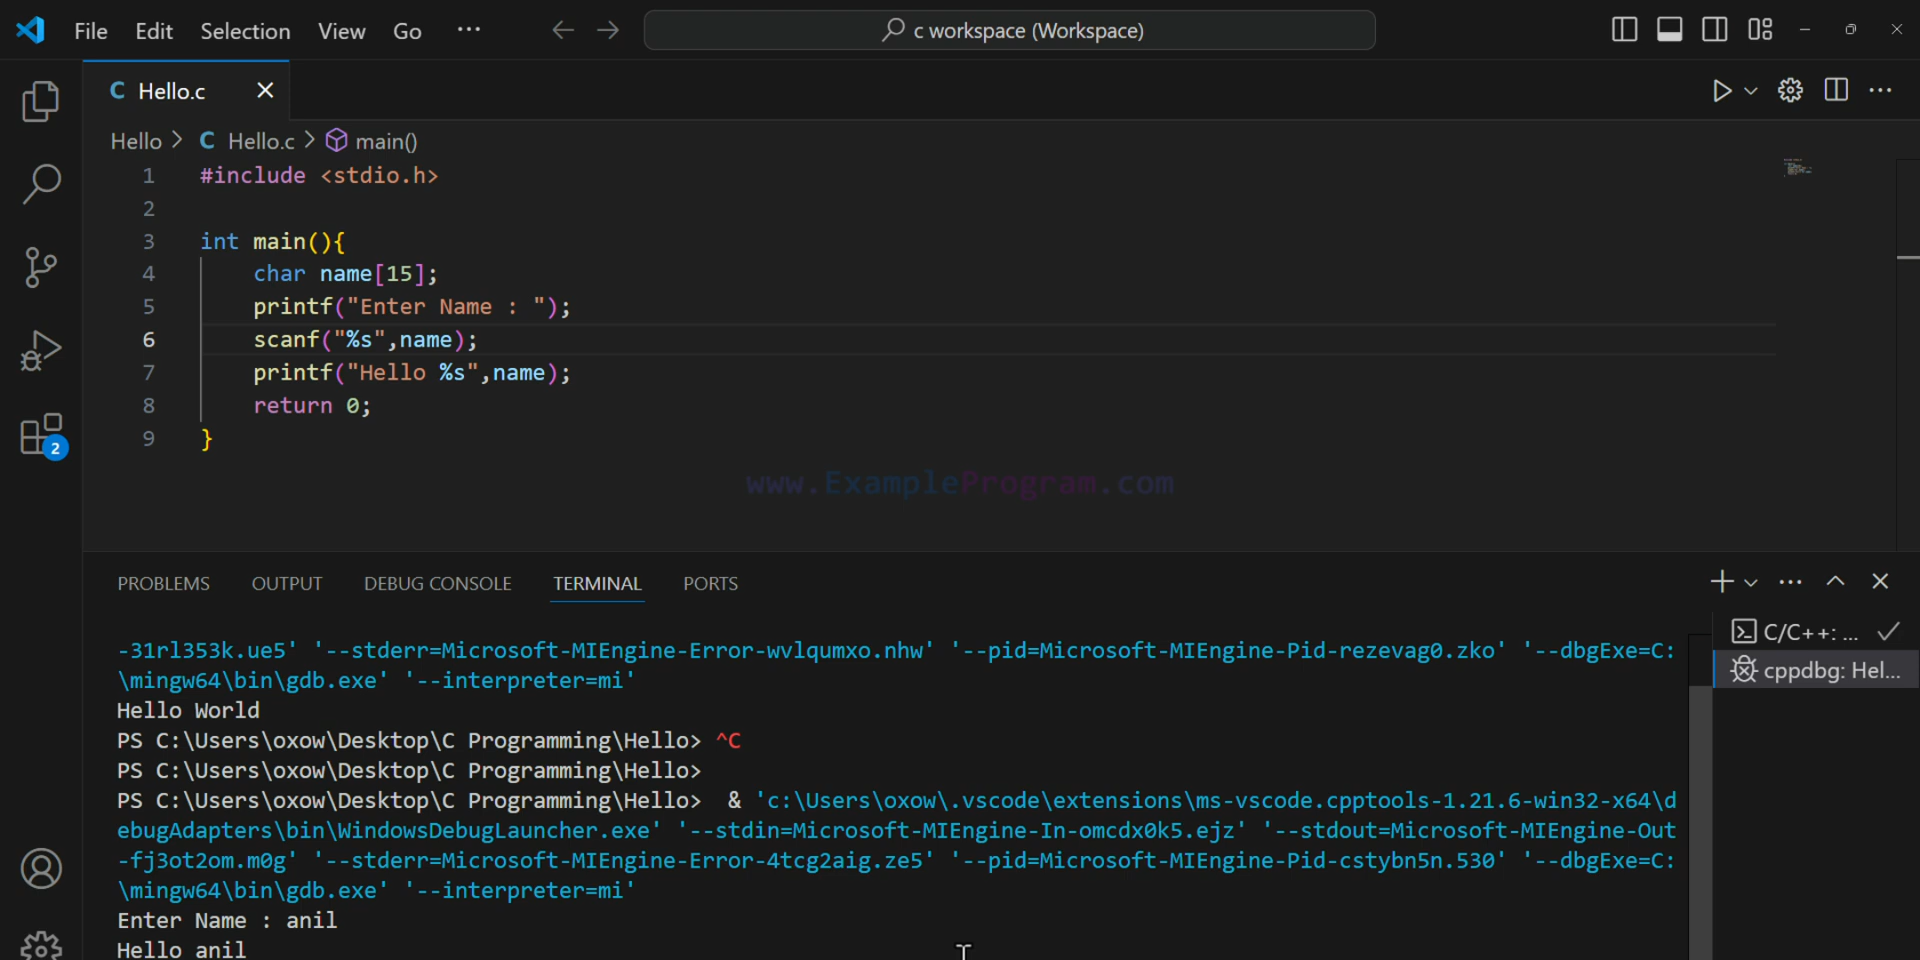 File Edit Selection View Go ··· c workspace (Workspace)
C Hello.c
Hello > C Hello.c > main()
1 #include <stdio.h>
2
3 int main(){
4 char name[15];
5 printf("Enter Name : ");
6 scanf("%s",name);
7 printf("Hello %s",name);
8 return 0;
9 }
2
www.ExampleProgram.com
PROBLEMS OUTPUT DEBUG CONSOLE TERMINAL PORTS
-31rl353k.ue5' '--stderr=Microsoft-MIEngine-Error-wvlqumxo.nhw' '--pid=Microsoft-MIEngine-Pid-rezevag0.zko' '--dbgExe=C:
\mingw64\bin\gdb.exe' '--interpreter=mi'
Hello World
PS C:\Users\oxow\Desktop\C Programming\Hello> ^C
PS C:\Users\oxow\Desktop\C Programming\Hello>
PS C:\Users\oxow\Desktop\C Programming\Hello>  & 'c:\Users\oxow\.vscode\extensions\ms-vscode.cpptools-1.21.6-win32-x64\d
ebugAdapters\bin\WindowsDebugLauncher.exe' '--stdin=Microsoft-MIEngine-In-omcdx0k5.ejz' '--stdout=Microsoft-MIEngine-Out
-fj3ot2om.m0g' '--stderr=Microsoft-MIEngine-Error-4tcg2aig.ze5' '--pid=Microsoft-MIEngine-Pid-cstybn5n.530' '--dbgExe=C:
\mingw64\bin\gdb.exe' '--interpreter=mi'
Enter Name : anil
Hello anil
C/C++: ...
cppdbg: Hel...